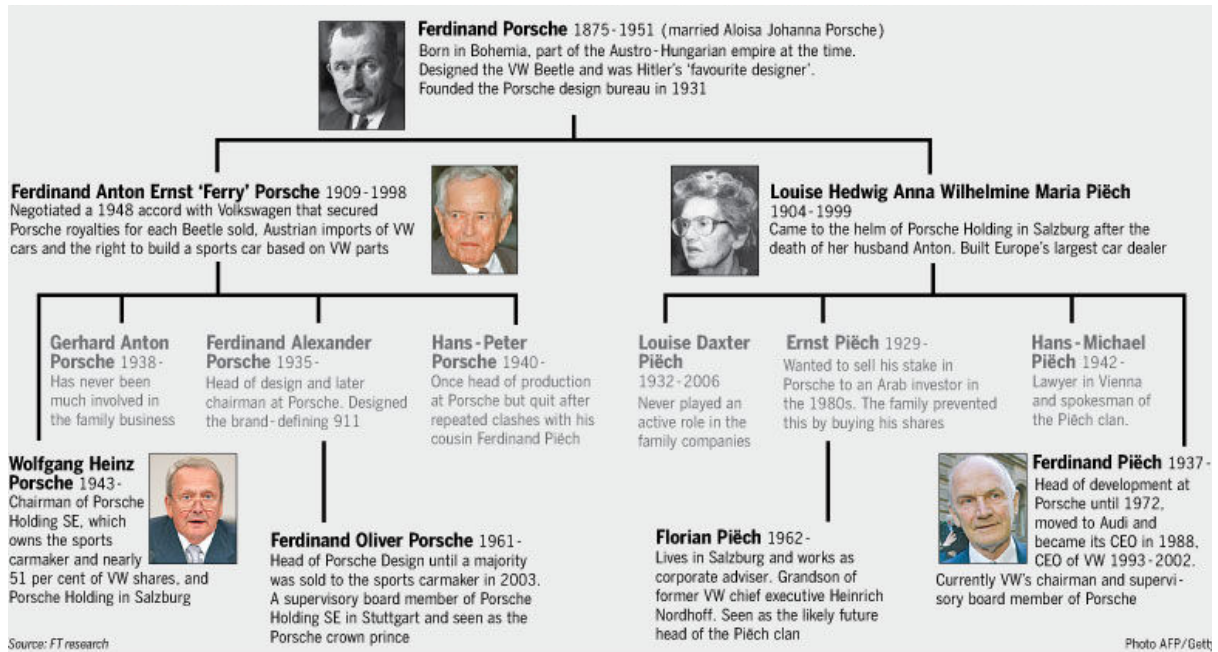 Ferdinand Porsche 1875-1951 (married Aloisa Johanna Porsche)
Born in Bohemia, part of the Austro-Hungarian empire at the time.
Designed the VW Beetle and was Hitler's 'favourite designer'.
Founded the Porsche design bureau in 1931
Ferdinand Anton Ernst 'Ferry' Porsche 1909-1998
Negotiated a 1948 accord with Volkswagen that secured
Porsche royalties for each Beetle sold, Austrian imports of VW
cars and the right to build a sports car based on VW parts
Louise Hedwig Anna Wilhelmine Maria Piëch
1904-1999
Came to the helm of Porsche Holding in Salzburg after the
death of her husband Anton. Built Europe's largest car dealer
Gerhard Anton
Porsche 1938-
Has never been
much involved in
the family business
Ferdinand Alexander
Porsche 1935-
Head of design and later
chairman at Porsche. Designed
the brand-defining 911
Hans-Peter
Porsche 1940-
Once head of production
at Porsche but quit after
repeated clashes with his
cousin Ferdinand Piëch
Louise Daxter
Piëch
1932-2006
Never played an
active role in the
family companies
Ernst Piëch 1929-
Wanted to sell his stake in
Porsche to an Arab investor in
the 1980s. The family prevented
this by buying his shares
Hans-Michael
Piëch 1942-
Lawyer in Vienna
and spokesman of
the Piëch clan.
Wolfgang Heinz
Porsche 1943-
Chairman of Porsche
Holding SE, which
owns the sports
carmaker and nearly
51 per cent of VW shares, and
Porsche Holding in Salzburg
Ferdinand Oliver Porsche 1961-
Head of Porsche Design until a majority
was sold to the sports carmaker in 2003.
A supervisory board member of Porsche
Holding SE in Stuttgart and seen as the
Porsche crown prince
Florian Piëch 1962-
Lives in Salzburg and works as
corporate adviser. Grandson of
former VW chief executive Heinrich
Nordhoff. Seen as the likely future
head of the Piëch clan
Ferdinand Piëch 1937-
Head of development at
Porsche until 1972,
moved to Audi and
became its CEO in 1988,
CEO of VW 1993-2002.
Currently VW's chairman and supervi-
sory board member of Porsche
Source: FT research
Photo AFP/Gett